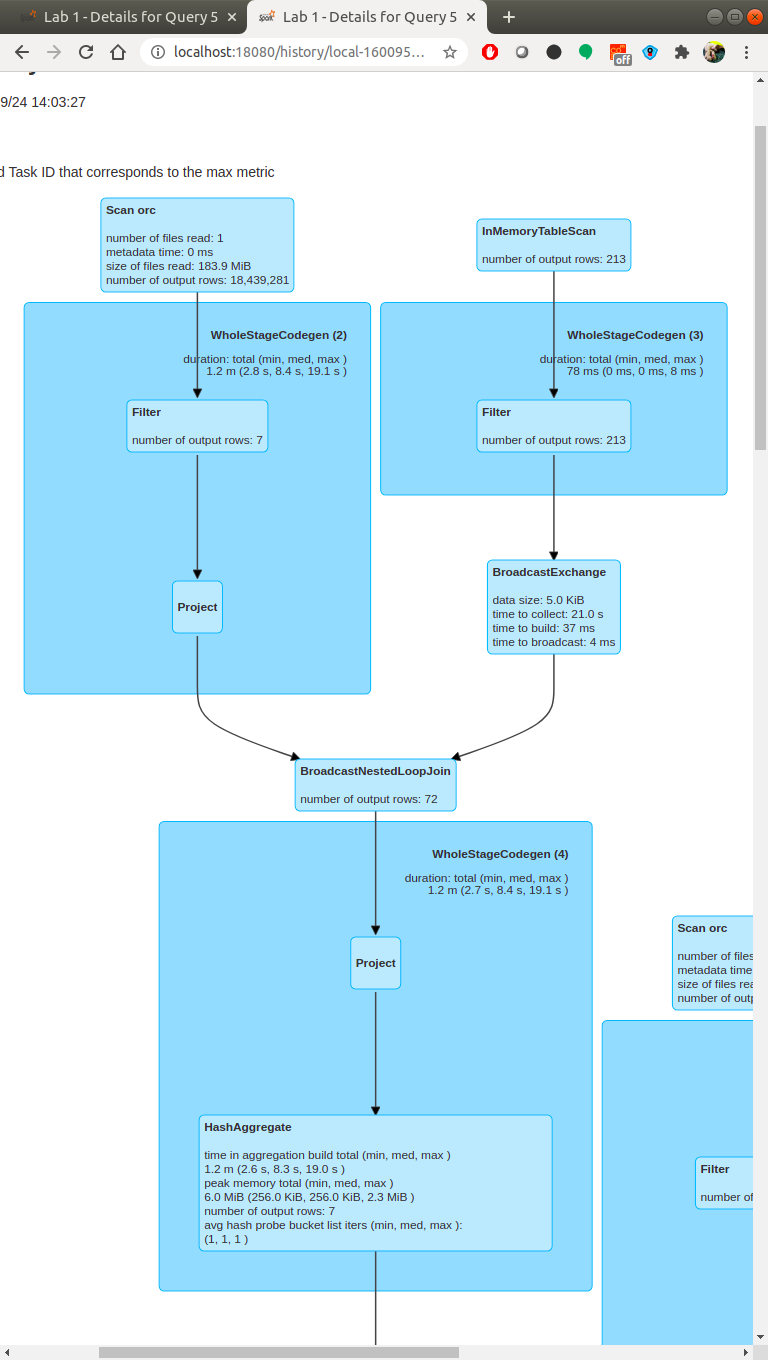 Lab 1 - Details for Query 5
Lab 1 - Details for Query 5
localhost:18080/history/local-160095...
off
9/24 14:03:27
d Task ID that corresponds to the max metric
Scan orc
number of files read: 1
metadata time: 0 ms
size of files read: 183.9 MiB
number of output rows: 18,439,281
InMemoryTableScan
number of output rows: 213
WholeStageCodegen (2)
duration: total (min, med, max )
1.2 m (2.8 s, 8.4 s, 19.1 s )
Filter
number of output rows: 7
Project
WholeStageCodegen (3)
duration: total (min, med, max )
78 ms (0 ms, 0 ms, 8 ms )
Filter
number of output rows: 213
BroadcastExchange
data size: 5.0 KiB
time to collect: 21.0 s
time to build: 37 ms
time to broadcast: 4 ms
BroadcastNestedLoopJoin
number of output rows: 72
WholeStageCodegen (4)
duration: total (min, med, max )
1.2 m (2.7 s, 8.4 s, 19.1 s )
Project
HashAggregate
time in aggregation build total (min, med, max )
1.2 m (2.6 s, 8.3 s, 19.0 s )
peak memory total (min, med, max )
6.0 MiB (256.0 KiB, 256.0 KiB, 2.3 MiB )
number of output rows: 7
avg hash probe bucket list iters (min, med, max ):
(1, 1, 1 )
Scan orc
number of files
metadata time
size of files rea
number of outp
Filter
number of